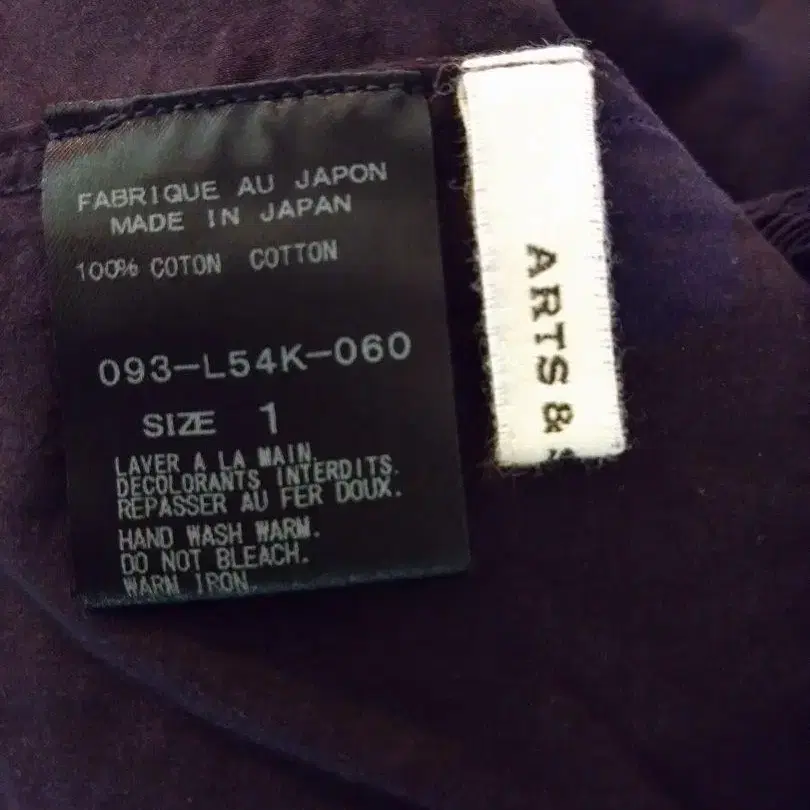 FABRIQUE AU JAPON
MADE IN JAPAN
100% COTON COTTON
093-L54K-060
SIZE 1
LAVER A LA MAIN.
DECOLORANTS INTERDITS.
REPASSER AU FER DOUX.
HAND WASH WARM.
DO NOT BLEACH.
WARM IRON.
ARTS &